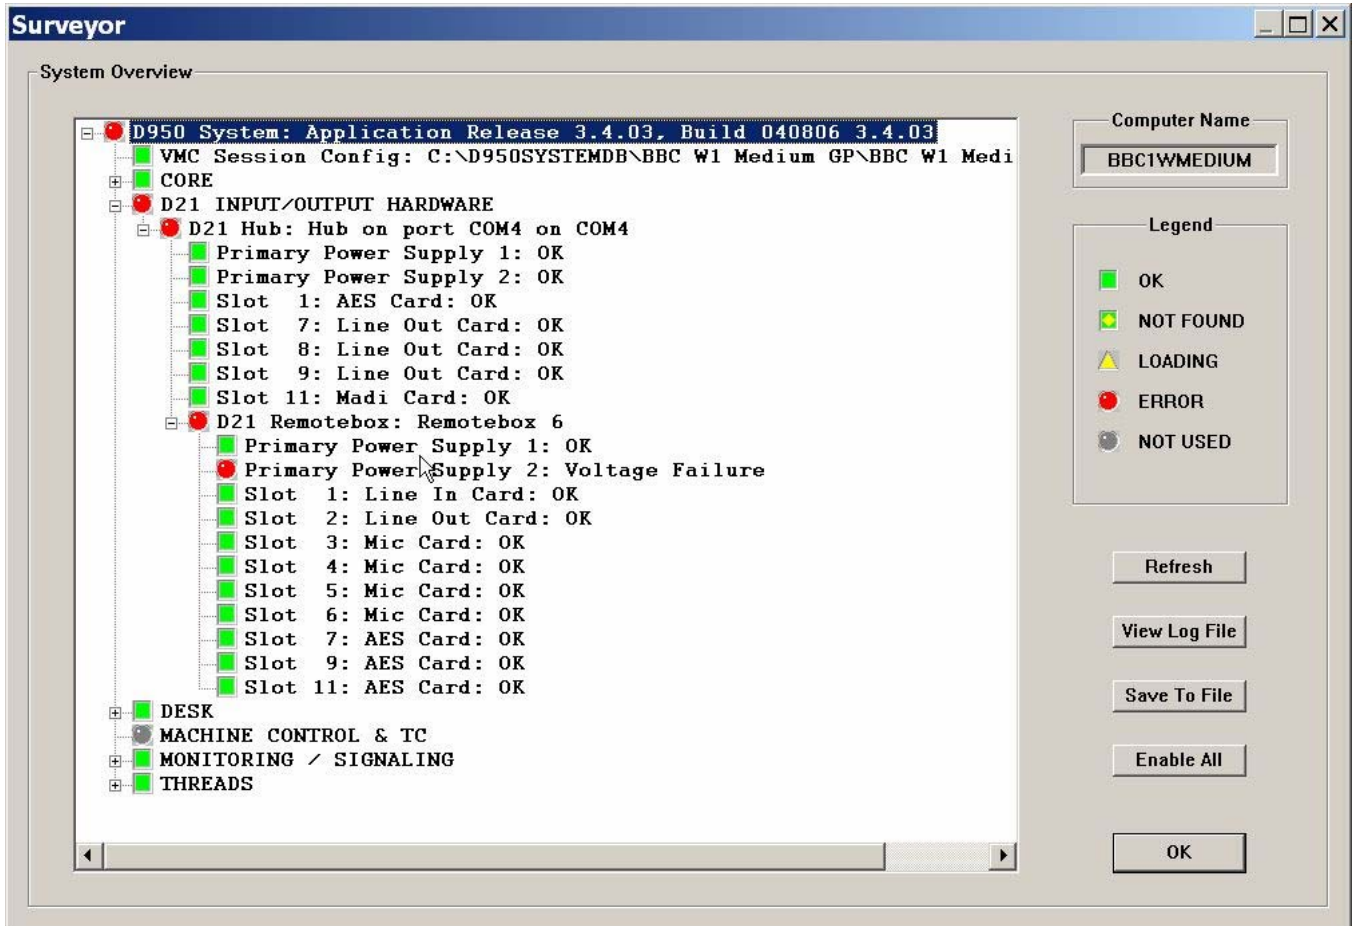 Surveyor
System Overview
D950 System: Application Release 3.4.03, Build 040806 3.4.03
VMC Session Config: C:\D950SYSTEMDB\BBC W1 Medium GP\BBC W1 Medi
CORE
D21 INPUT/OUTPUT HARDWARE
D21 Hub: Hub on port COM4 on COM4
Primary Power Supply 1: OK
Primary Power Supply 2: OK
Slot 1: AES Card: OK
Slot 7: Line Out Card: OK
Slot 8: Line Out Card: OK
Slot 9: Line Out Card: OK
Slot 11: Madi Card: OK
D21 Remotebox: Remotebox 6
Primary Power Supply 1: OK
Primary Power Supply 2: Voltage Failure
Slot 1: Line In Card: OK
Slot 2: Line Out Card: OK
Slot 3: Mic Card: OK
Slot 4: Mic Card: OK
Slot 5: Mic Card: OK
Slot 6: Mic Card: OK
Slot 7: AES Card: OK
Slot 9: AES Card: OK
Slot 11: AES Card: OK
DESK
MACHINE CONTROL & TC
MONITORING / SIGNALING
THREADS
Computer Name
BBC1WMEDIUM
Legend
OK
NOT FOUND
LOADING
ERROR
NOT USED
Refresh
View Log File
Save To File
Enable All
OK